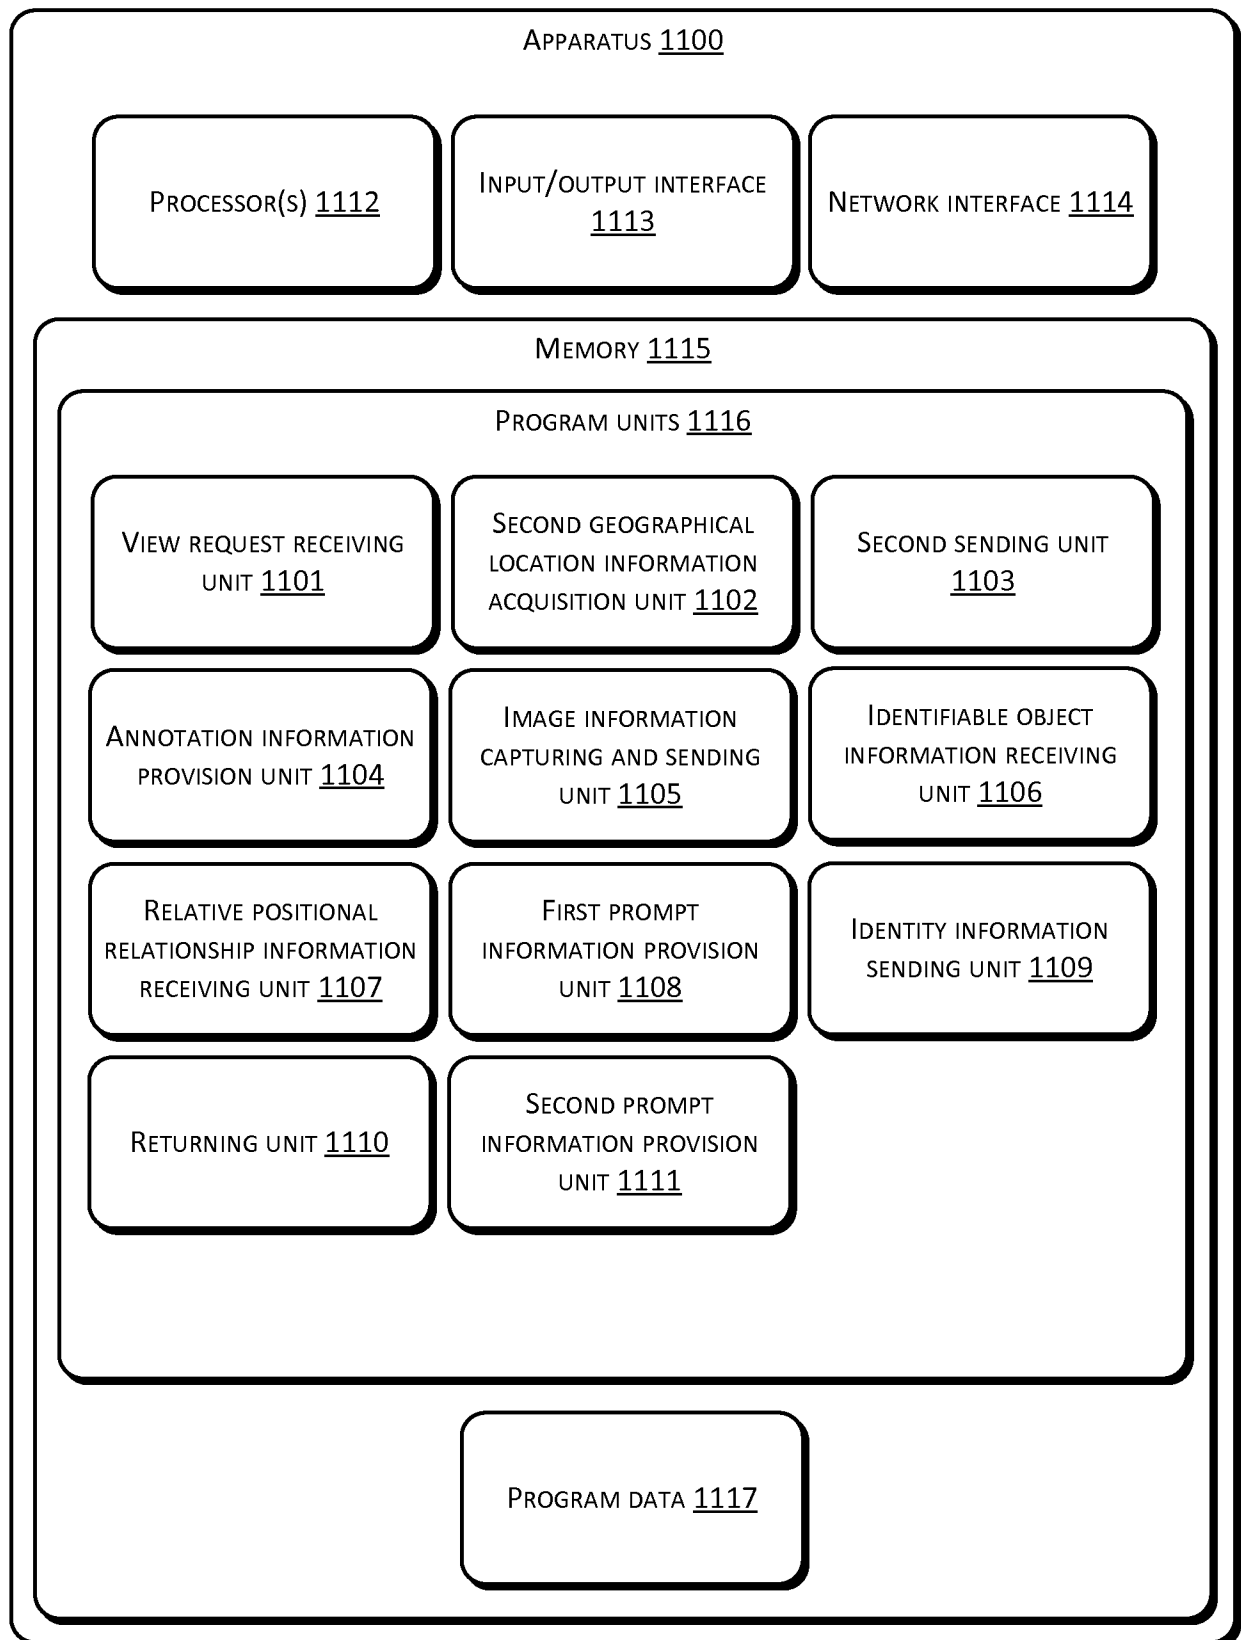 APPARATUS 1100
PROCESSOR(S) 1112
INPUT/OUTPUT INTERFACE
1113
NETWORK INTERFACE 1114
MEMORY 1115
PROGRAM UNITS 1116
VIEW REQUEST RECEIVING
UNIT 1101
SECOND GEOGRAPHICAL
LOCATION INFORMATION
ACQUISITION UNIT 1102
SECOND SENDING UNIT
1103
ANNOTATION INFORMATION
PROVISION UNIT 1104
IMAGE INFORMATION
CAPTURING AND SENDING
UNIT 1105
IDENTIFIABLE OBJECT
INFORMATION RECEIVING
UNIT 1106
RELATIVE POSITIONAL
RELATIONSHIP INFORMATION
RECEIVING UNIT 1107
FIRST PROMPT
INFORMATION PROVISION
UNIT 1108
IDENTITY INFORMATION
SENDING UNIT 1109
RETURNING UNIT 1110
SECOND PROMPT
INFORMATION PROVISION
UNIT 1111
PROGRAM DATA 1117